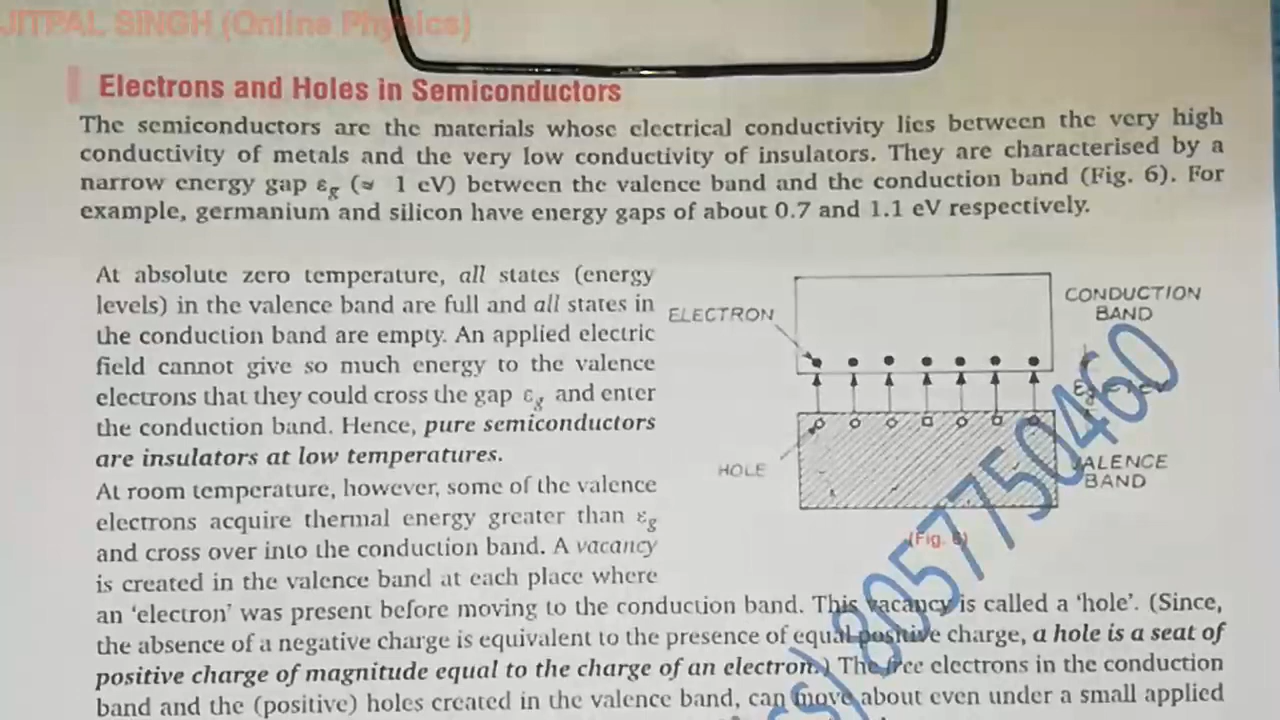 JITPAL SINGH (Online Physics)
Electrons and Holes in Semiconductors
The semiconductors are the materials whose electrical conductivity lies between the very high
conductivity of metals and the very low conductivity of insulators. They are characterised by a
narrow energy gap εg (≈ 1 eV) between the valence band and the conduction band (Fig. 6). For
example, germanium and silicon have energy gaps of about 0.7 and 1.1 eV respectively.
At absolute zero temperature, all states (energy
levels) in the valence band are full and all states in
the conduction band are empty. An applied electric
field cannot give so much energy to the valence
electrons that they could cross the gap εg and enter
the conduction band. Hence, pure semiconductors
are insulators at low temperatures.
At room temperature, however, some of the valence
electrons acquire thermal energy greater than εg
and cross over into the conduction band. A vacancy
is created in the valence band at each place where
ELECTRON
CONDUCTION
BAND
HOLE
VALENCE
BAND
(Fig. 6)
an ‘electron’ was present before moving to the conduction band. This vacancy is called a ‘hole’. (Since,
the absence of a negative charge is equivalent to the presence of equal positive charge, a hole is a seat of
positive charge of magnitude equal to the charge of an electron.) The free electrons in the conduction
band and the (positive) holes created in the valence band, can move about even under a small applied
cs) 8057750460